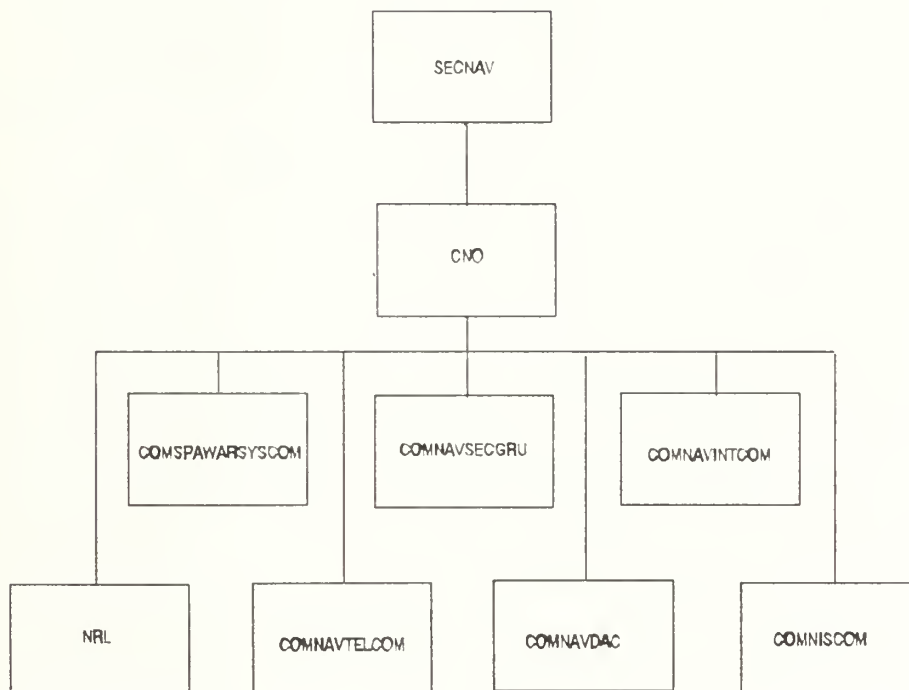 SECNAV
CNO
COMSPAWARSYSCOM
COMNAVSECGRU
COMNAVINTCOM
NRL
COMNAVTELCOM
COMNAVDAC
COMNISCOM